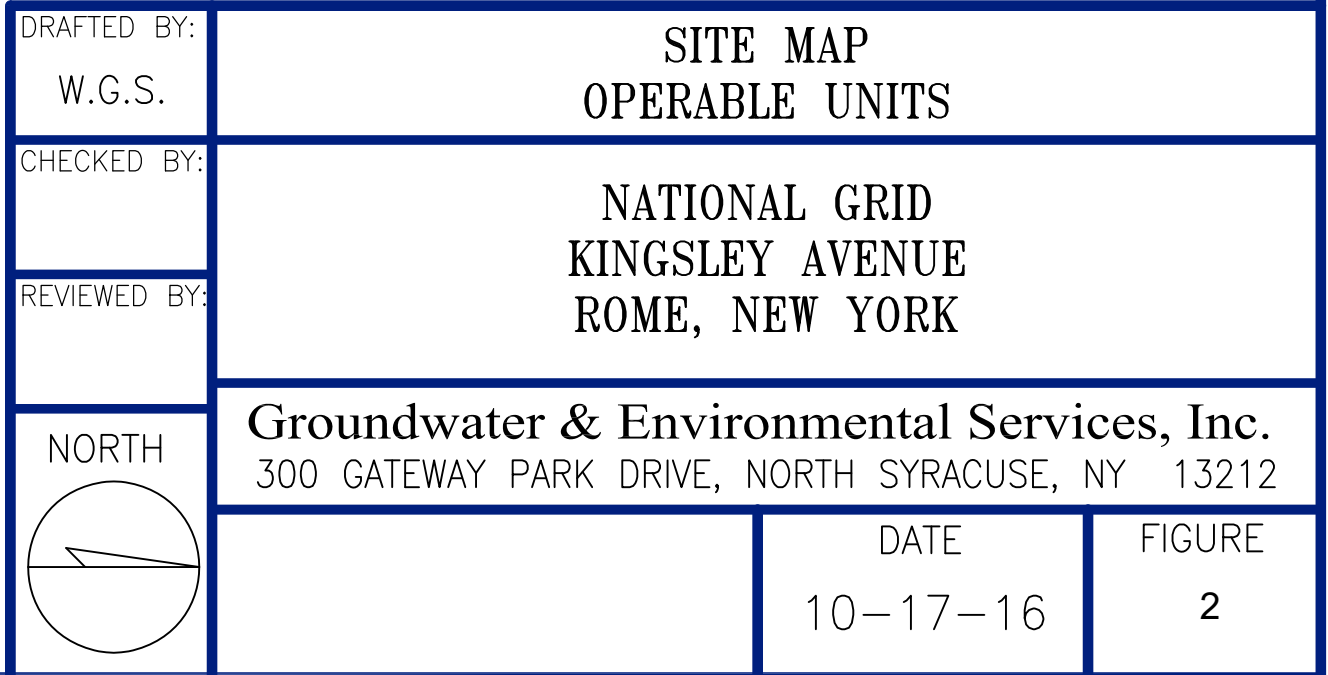 DRAFTED BY:
W.G.S.
SITE MAP
OPERABLE UNITS
CHECKED BY:
NATIONAL GRID
KINGSLEY AVENUE
ROME, NEW YORK
REVIEWED BY:
Groundwater & Environmental Services, Inc.
300 GATEWAY PARK DRIVE, NORTH SYRACUSE, NY 13212
NORTH
DATE
10-17-16
FIGURE
2